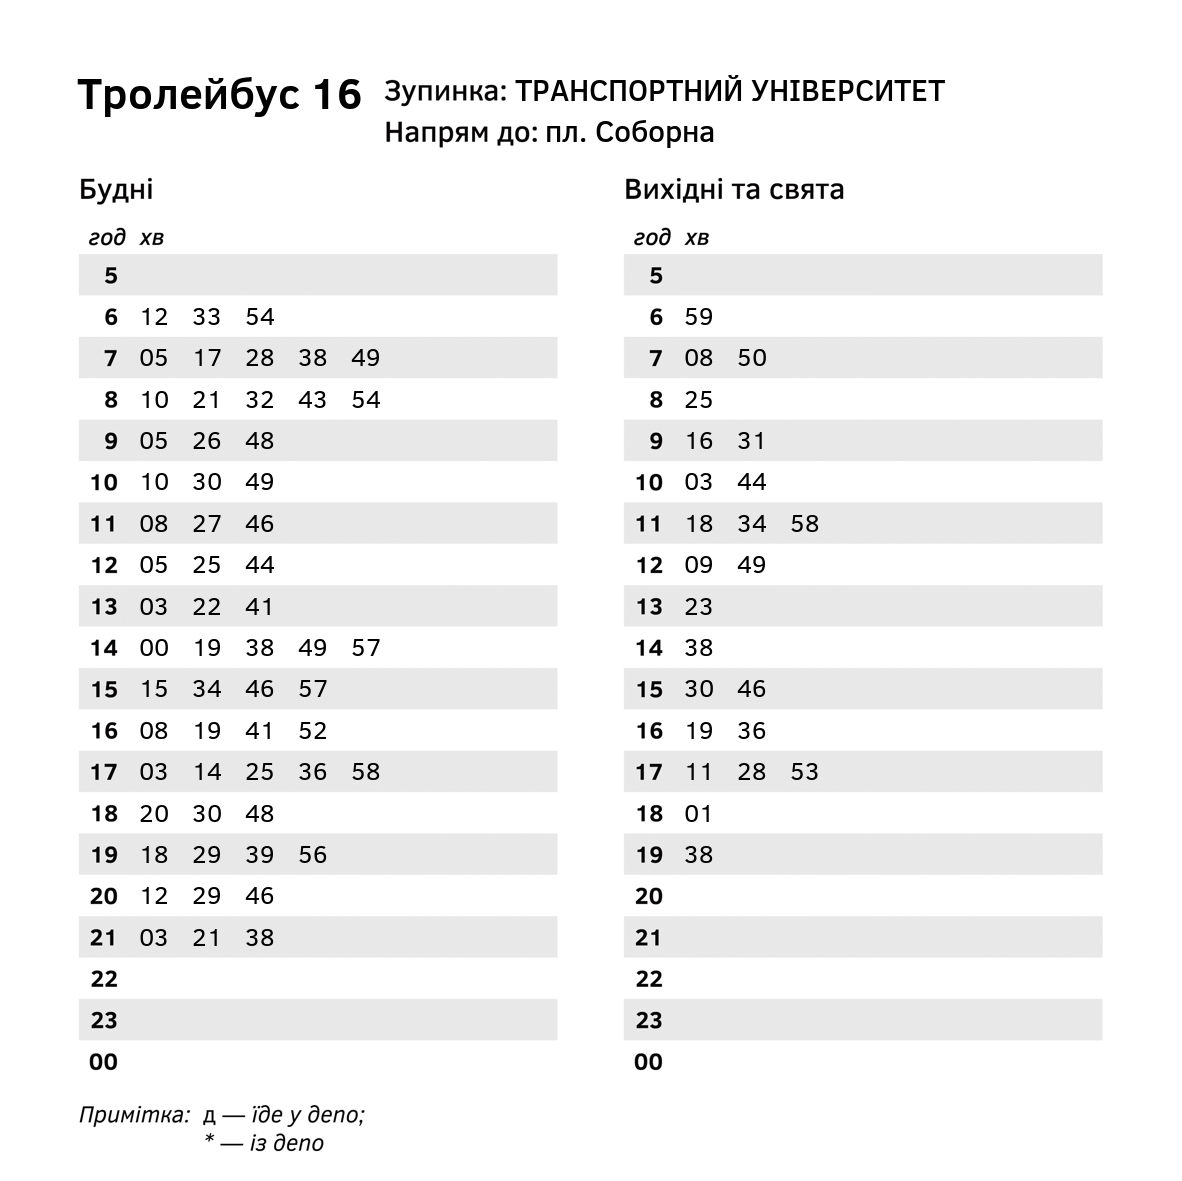 Тролейбус 16
Зупинка: ТРАНСПОРТНИЙ УНІВЕРСИТЕТ
Напрям до: пл. Соборна
Будні
год хв
5
6 12 33 54
7 05 17 28 38 49
8 10 21 32 43 54
9 05 26 48
10 10 30 49
11 08 27 46
12 05 25 44
13 03 22 41
14 00 19 38 49 57
15 15 34 46 57
16 08 19 41 52
17 03 14 25 36 58
18 20 30 48
19 18 29 39 56
20 12 29 46
21 03 21 38
22
23
00
Вихідні та свята
год хв
5
6 59
7 08 50
8 25
9 16 31
10 03 44
11 18 34 58
12 09 49
13 23
14 38
15 30 46
16 19 36
17 11 28 53
18 01
19 38
20
21
22
23
00
Примітка: д — їде у депо;
* — із депо